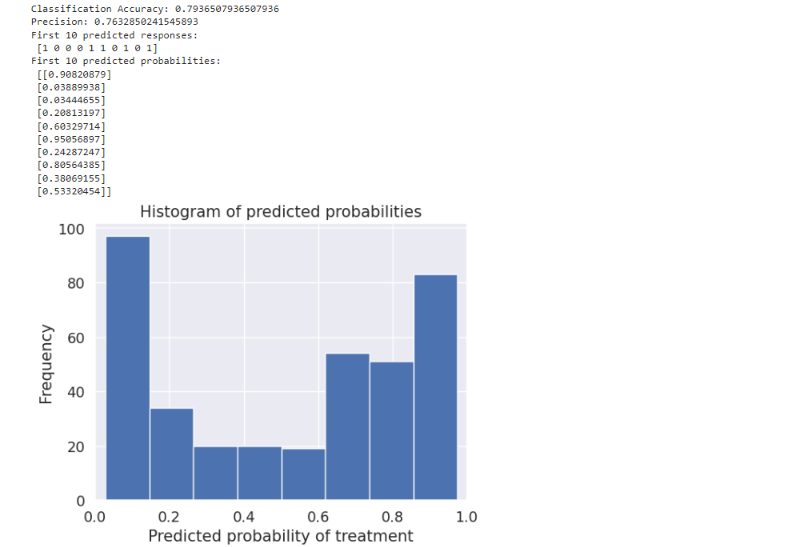 Classification Accuracy: 0.7936507936507936
Precision: 0.7632850241545893
First 10 predicted responses:
[1 0 0 0 1 1 0 1 0 1]
First 10 predicted probabilities:
[[0.90820879]
[0.03889938]
[0.03444655]
[0.20813197]
[0.60329714]
[0.95056897]
[0.24287247]
[0.80564385]
[0.38069155]
[0.53320454]]
Histogram of predicted probabilities
100
80
60
40
20
0
Frequency
0.0 0.2 0.4 0.6 0.8 1.0
Predicted probability of treatment